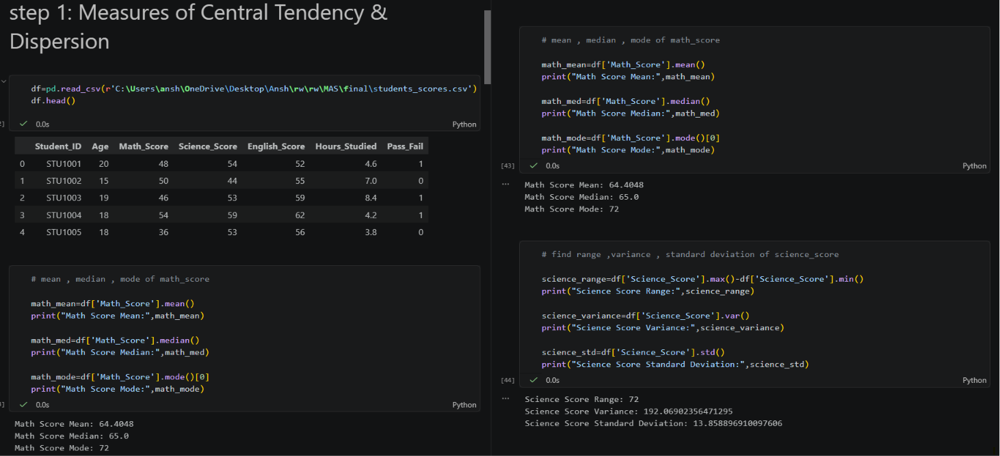 step 1: Measures of Central Tendency &
Dispersion
df=pd.read_csv(r'C:\Users\ansh\OneDrive\Desktop\Ansh\rw\rw\MAS\final\students_scores.csv')
df.head()
0.0s
Python
Student_ID Age Math_Score Science_Score English_Score Hours_Studied Pass_Fail
0 STU1001 20 48 54 52 4.6 1
1 STU1002 15 50 44 55 7.0 0
2 STU1003 19 46 53 59 8.4 1
3 STU1004 18 54 59 62 4.2 1
4 STU1005 18 36 53 56 3.8 0
# mean , median , mode of math_score
math_mean=df['Math_Score'].mean()
print("Math Score Mean:",math_mean)
math_med=df['Math_Score'].median()
print("Math Score Median:",math_med)
math_mode=df['Math_Score'].mode()[0]
print("Math Score Mode:",math_mode)
0.0s
Python
Math Score Mean: 64.4048
Math Score Median: 65.0
Math Score Mode: 72
# mean , median , mode of math_score
math_mean=df['Math_Score'].mean()
print("Math Score Mean:",math_mean)
math_med=df['Math_Score'].median()
print("Math Score Median:",math_med)
math_mode=df['Math_Score'].mode()[0]
print("Math Score Mode:",math_mode)
[43] 0.0s
Python
... Math Score Mean: 64.4048
Math Score Median: 65.0
Math Score Mode: 72
# find range ,variance , standard deviation of science_score
science_range=df['Science_Score'].max()-df['Science_Score'].min()
print("Science Score Range:",science_range)
science_variance=df['Science_Score'].var()
print("Science Score Variance:",science_variance)
science_std=df['Science_Score'].std()
print("Science Score Standard Deviation:",science_std)
[44] 0.0s
Python
... Science Score Range: 72
Science Score Variance: 192.06902356471295
Science Score Standard Deviation: 13.858896910097606